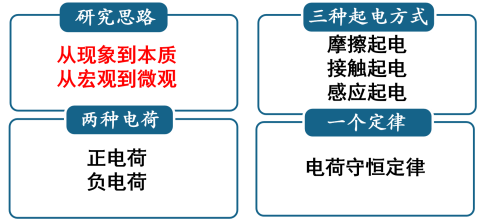 研究思路
从现象到本质
从宏观到微观
三种起电方式
摩擦起电
接触起电
感应起电
两种电荷
正电荷
负电荷
一个定律
电荷守恒定律